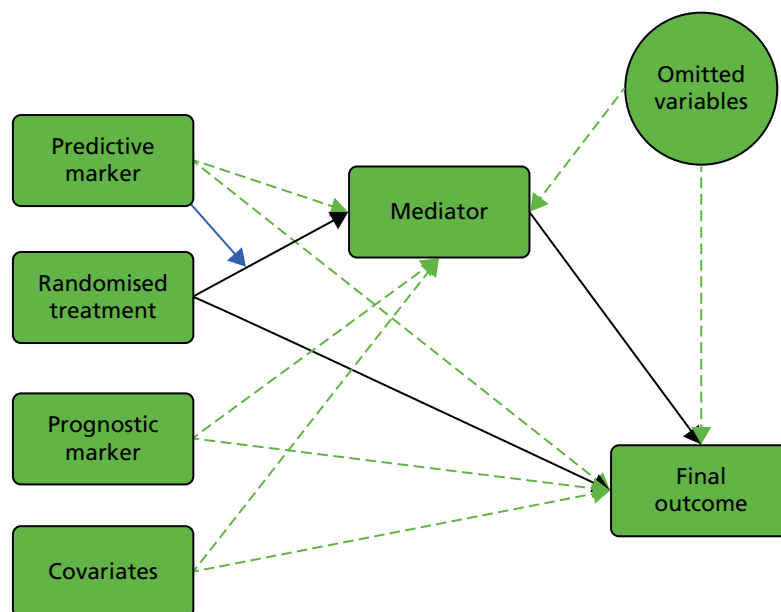 Omitted
variables
Predictive
marker
Mediator
Randomised
treatment
Prognostic
marker
Final
outcome
Covariates